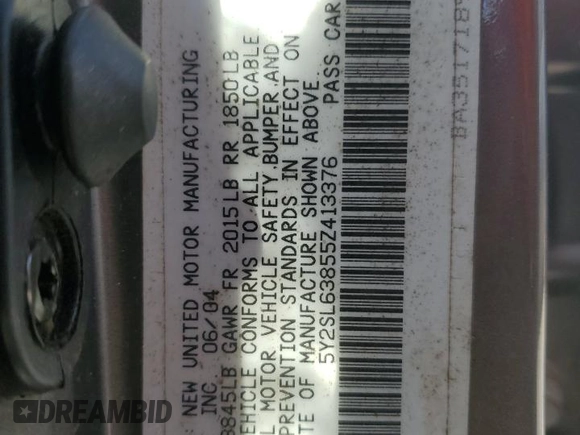 NEW UNITED MOTOR MANUFACTURING
INC 06/04
3845LB GAWR FR 2015LB RR 1850LB
VEHICLE CONFORMS TO ALL APPLICABLE
MOTOR VEHICLE SAFETY, BUMPER, AND
PREVENTION STANDARDS IN EFFECT ON
OF MANUFACTURE SHOWN ABOVE
5Y2SL63855Z413376 PASS CAR
BA351718
DREAMBID